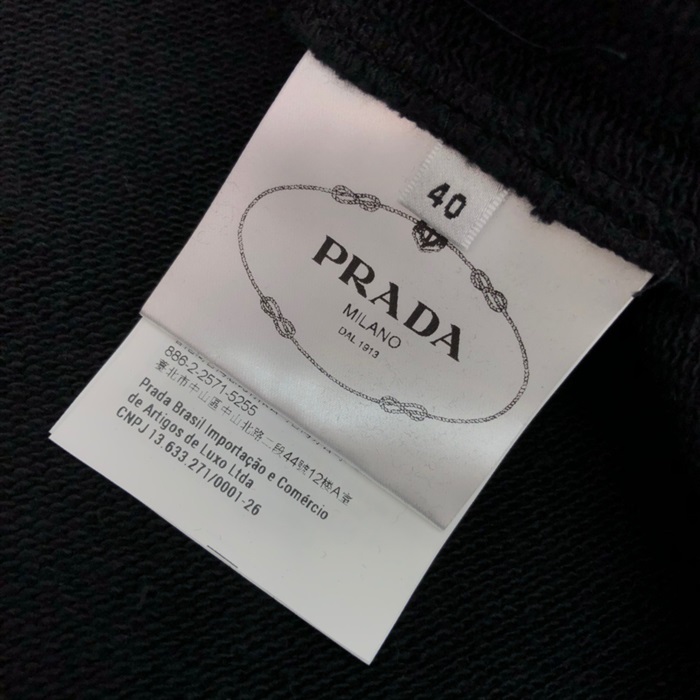 40
PRADA
MILANO
DAL 1913
886-2-2571-5255
臺北市中山區中山北路二段44號12樓A室
Prada Brasil Importação e Comércio
de Artigos de Luxo Ltda
CNPJ 13.633.271/0001-26